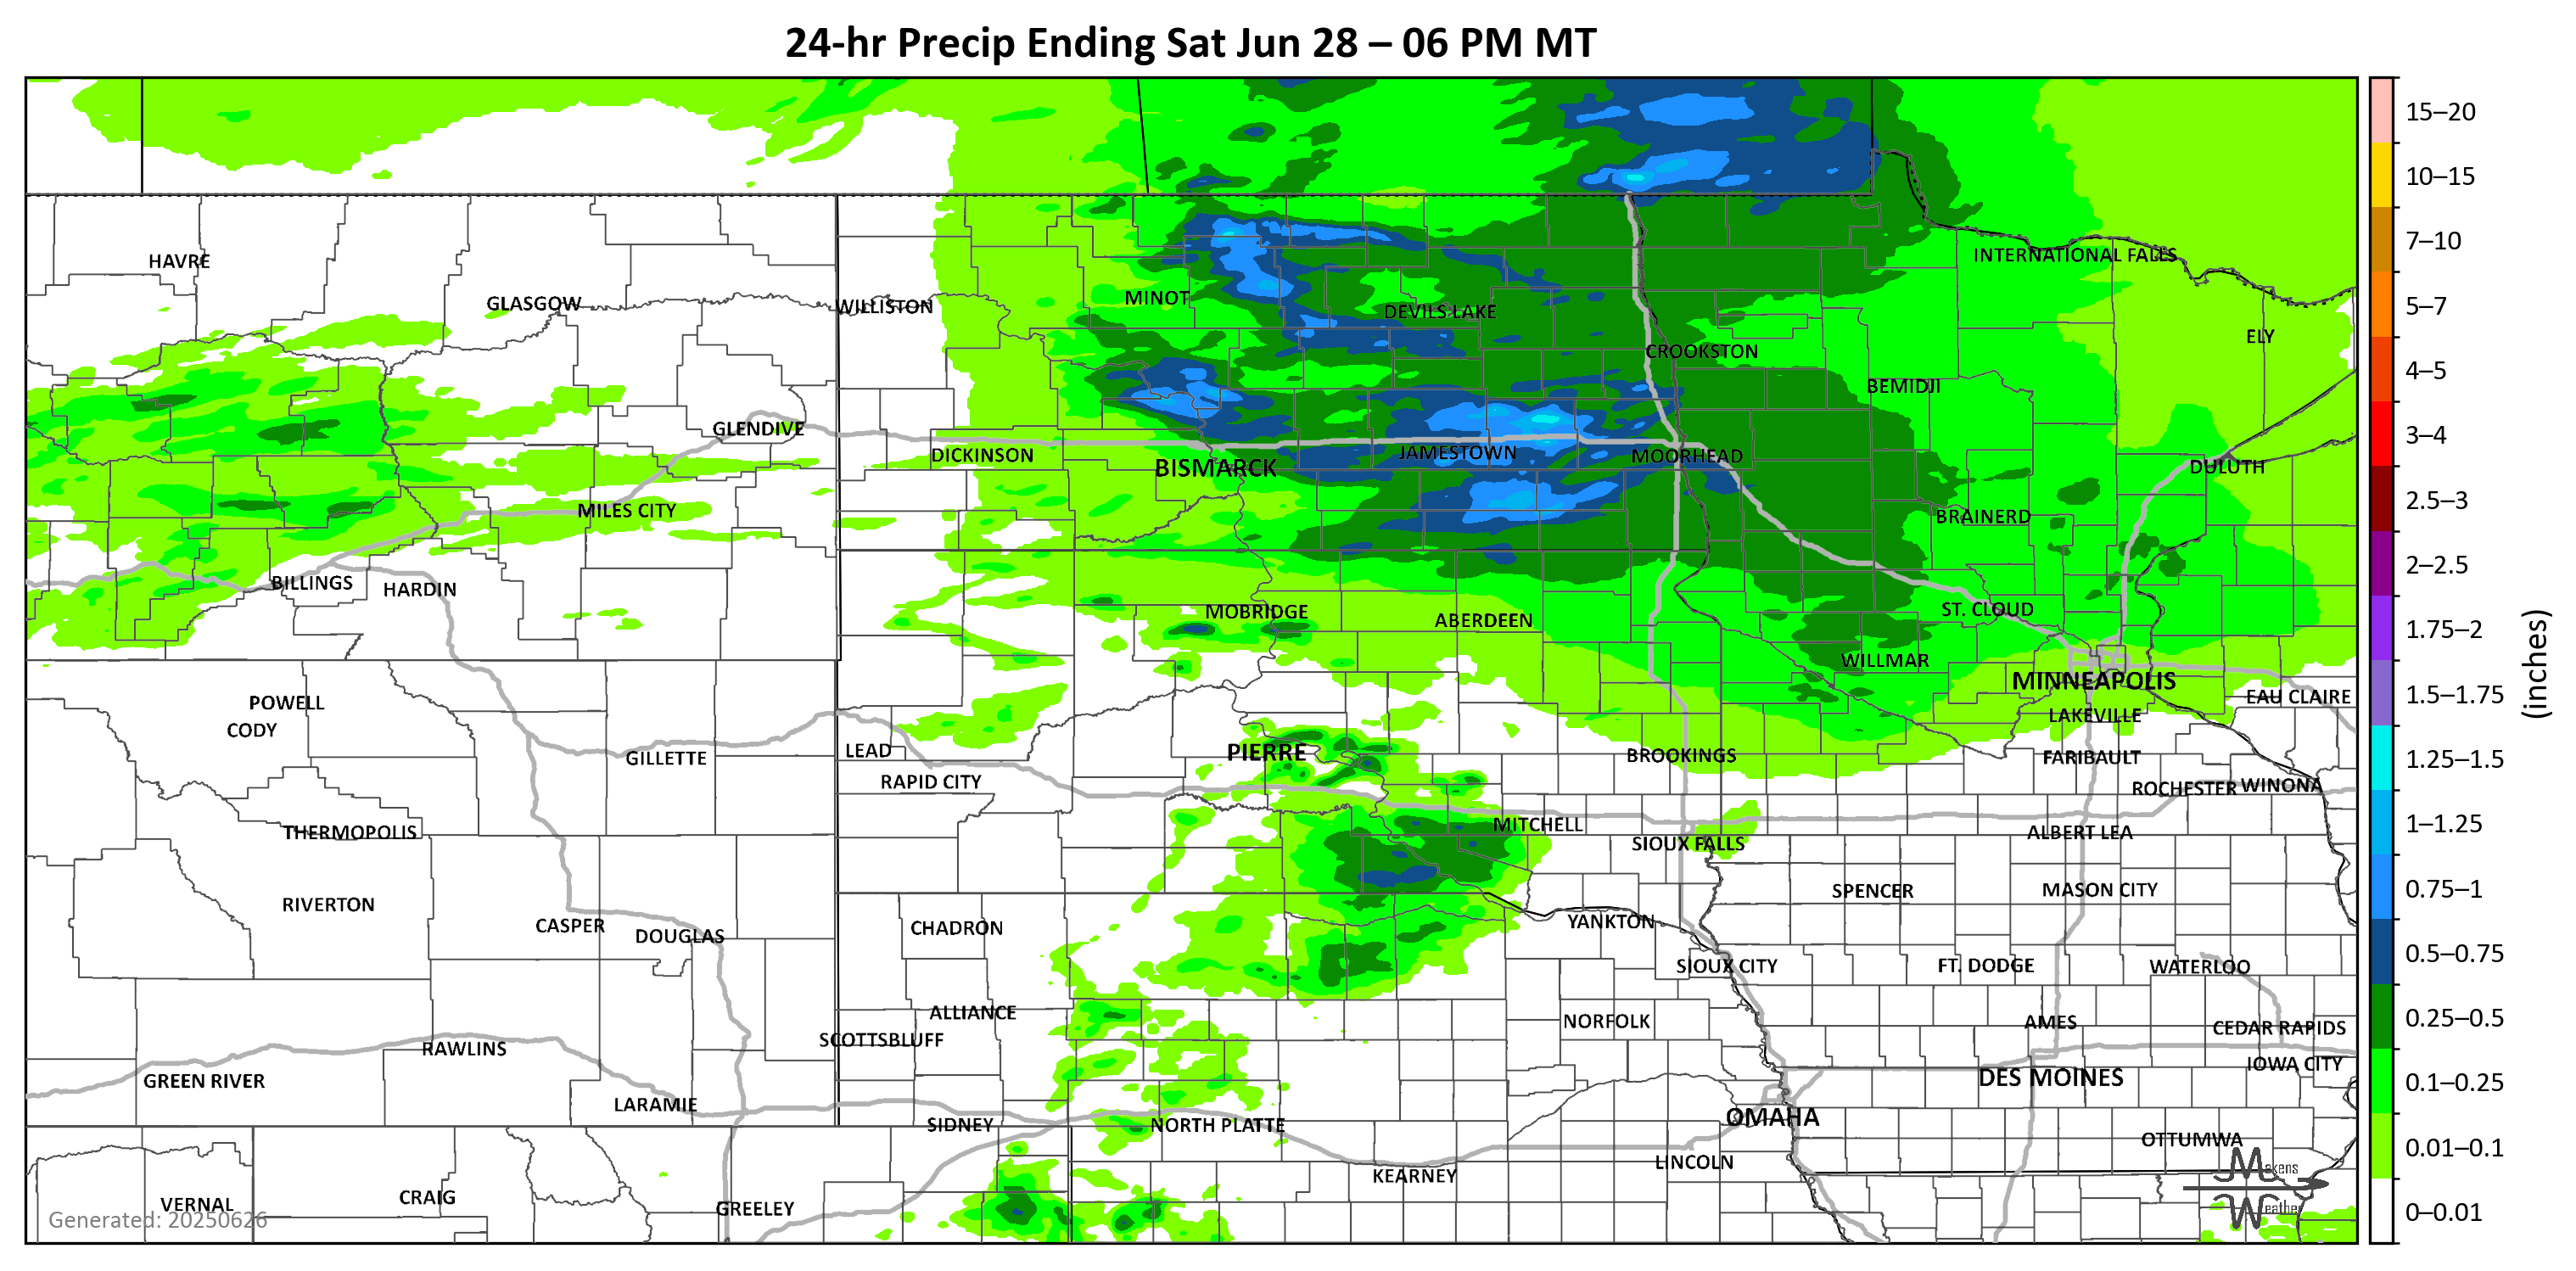 24-hr Precip Ending Sat Jun 28 – 06 PM MT
15–20
10–15
7–10
5–7
4–5
3–4
2.5–3
2–2.5
1.75–2
1.5–1.75
1.25–1.5
1–1.25
0.75–1
0.5–0.75
0.25–0.5
0.1–0.25
0.01–0.1
0–0.01
(inches)
HAVRE
INTERNATIONAL FALLS
GLASGOW
WILLISTON
MINOT
DEVILS LAKE
ELY
CROOKSTON
BEMIDJI
GLENDIVE
DICKINSON
BISMARCK
JAMESTOWN
MOORHEAD
DULUTH
MILES CITY
BRAINERD
BILLINGS
HARDIN
MOBRIDGE
ABERDEEN
ST. CLOUD
WILLMAR
MINNEAPOLIS
POWELL
EAU CLAIRE
CODY
LAKEVILLE
GILLETTE
LEAD
PIERRE
BROOKINGS
FARIBAULT
RAPID CITY
ROCHESTER
WINONA
THERMOPOLIS
MITCHELL
ALBERT LEA
SIOUX FALLS
RIVERTON
SPENCER
MASON CITY
CASPER
DOUGLAS
CHADRON
YANKTON
SIOUX CITY
FT. DODGE
WATERLOO
ALLIANCE
NORFOLK
AMES
CEDAR RAPIDS
SCOTTSBLUFF
RAWLINS
IOWA CITY
GREEN RIVER
DES MOINES
LARAMIE
SIDNEY
NORTH PLATTE
OMAHA
OTTUMWA
LINCOLN
KEARNEY
VERNAL
CRAIG
GREELEY
Makens
Weather
Generated: 20250626